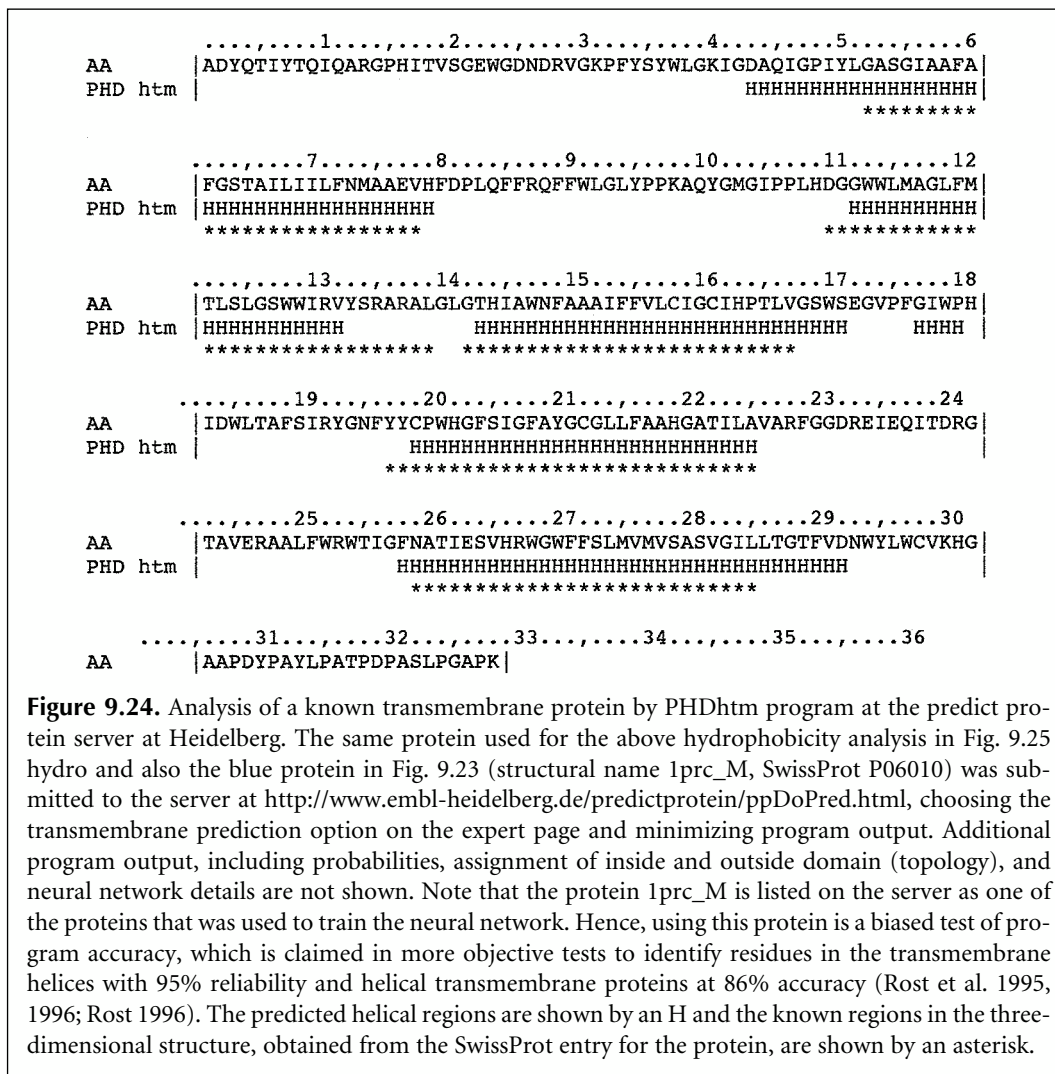 ....,....1....,....2....,....3....,....4....,....5....,....6
AA |ADYQTIYTQIQARGPHITVSGEWGDNDRVGKPFYSYWLGKIGDAQIGPIYLGASGIAAFA|
PHD htm | HHHHHHHHHHHHHHHHHH|
*********
....,....7....,....8....,....9....,....10....,....11....,....12
AA |FGSTAILIILFNMAAEVHFDPLQFFRQFFWLGLYPPKAQYGMGIPPLHDGGWWLMAGLFM|
PHD htm |HHHHHHHHHHHHHHHHHH HHHHHHHHHH|
***************** ************
....,....13....,....14....,....15....,....16....,....17....,....18
AA |TLSLGSWWIRVYSRARALGLGTHIAWNFAAAIFFVLCIGCIHPTLVGSWSEGVPFGIWPH|
PHD htm |HHHHHHHHHHH HHHHHHHHHHHHHHHHHHHHHHHHHHHHH HHHH |
****************** **************************
....,....19....,....20....,....21....,....22....,....23....,....24
AA |IDWLTAFSIRYGNFYYCPWHGFSIGFAYGCGLLFAAHGATILAVARFGGDREIEQITDRG|
PHD htm | HHHHHHHHHHHHHHHHHHHHHHHHHHH |
*****************************
....,....25....,....26....,....27....,....28....,....29....,....30
AA |TAVERAALFWRWTIGFNATIESVHRWGWFFSLMVMVSASVGILLTGTFVDNWYLWCVKHG|
PHD htm | HHHHHHHHHHHHHHHHHHHHHHHHHHHHHHHHHHH |
***************************
....,....31....,....32....,....33....,....34....,....35....,....36
AA |AAPDYPAYLPATPDPASLPGAPK|
Figure 9.24. Analysis of a known transmembrane protein by PHDhtm program at the predict pro-
tein server at Heidelberg. The same protein used for the above hydrophobicity analysis in Fig. 9.25
hydro and also the blue protein in Fig. 9.23 (structural name 1prc_M, SwissProt P06010) was sub-
mitted to the server at http://www.embl-heidelberg.de/predictprotein/ppDoPred.html, choosing the
transmembrane prediction option on the expert page and minimizing program output. Additional
program output, including probabilities, assignment of inside and outside domain (topology), and
neural network details are not shown. Note that the protein 1prc_M is listed on the server as one of
the proteins that was used to train the neural network. Hence, using this protein is a biased test of pro-
gram accuracy, which is claimed in more objective tests to identify residues in the transmembrane
helices with 95% reliability and helical transmembrane proteins at 86% accuracy (Rost et al. 1995,
1996; Rost 1996). The predicted helical regions are shown by an H and the known regions in the three-
dimensional structure, obtained from the SwissProt entry for the protein, are shown by an asterisk.